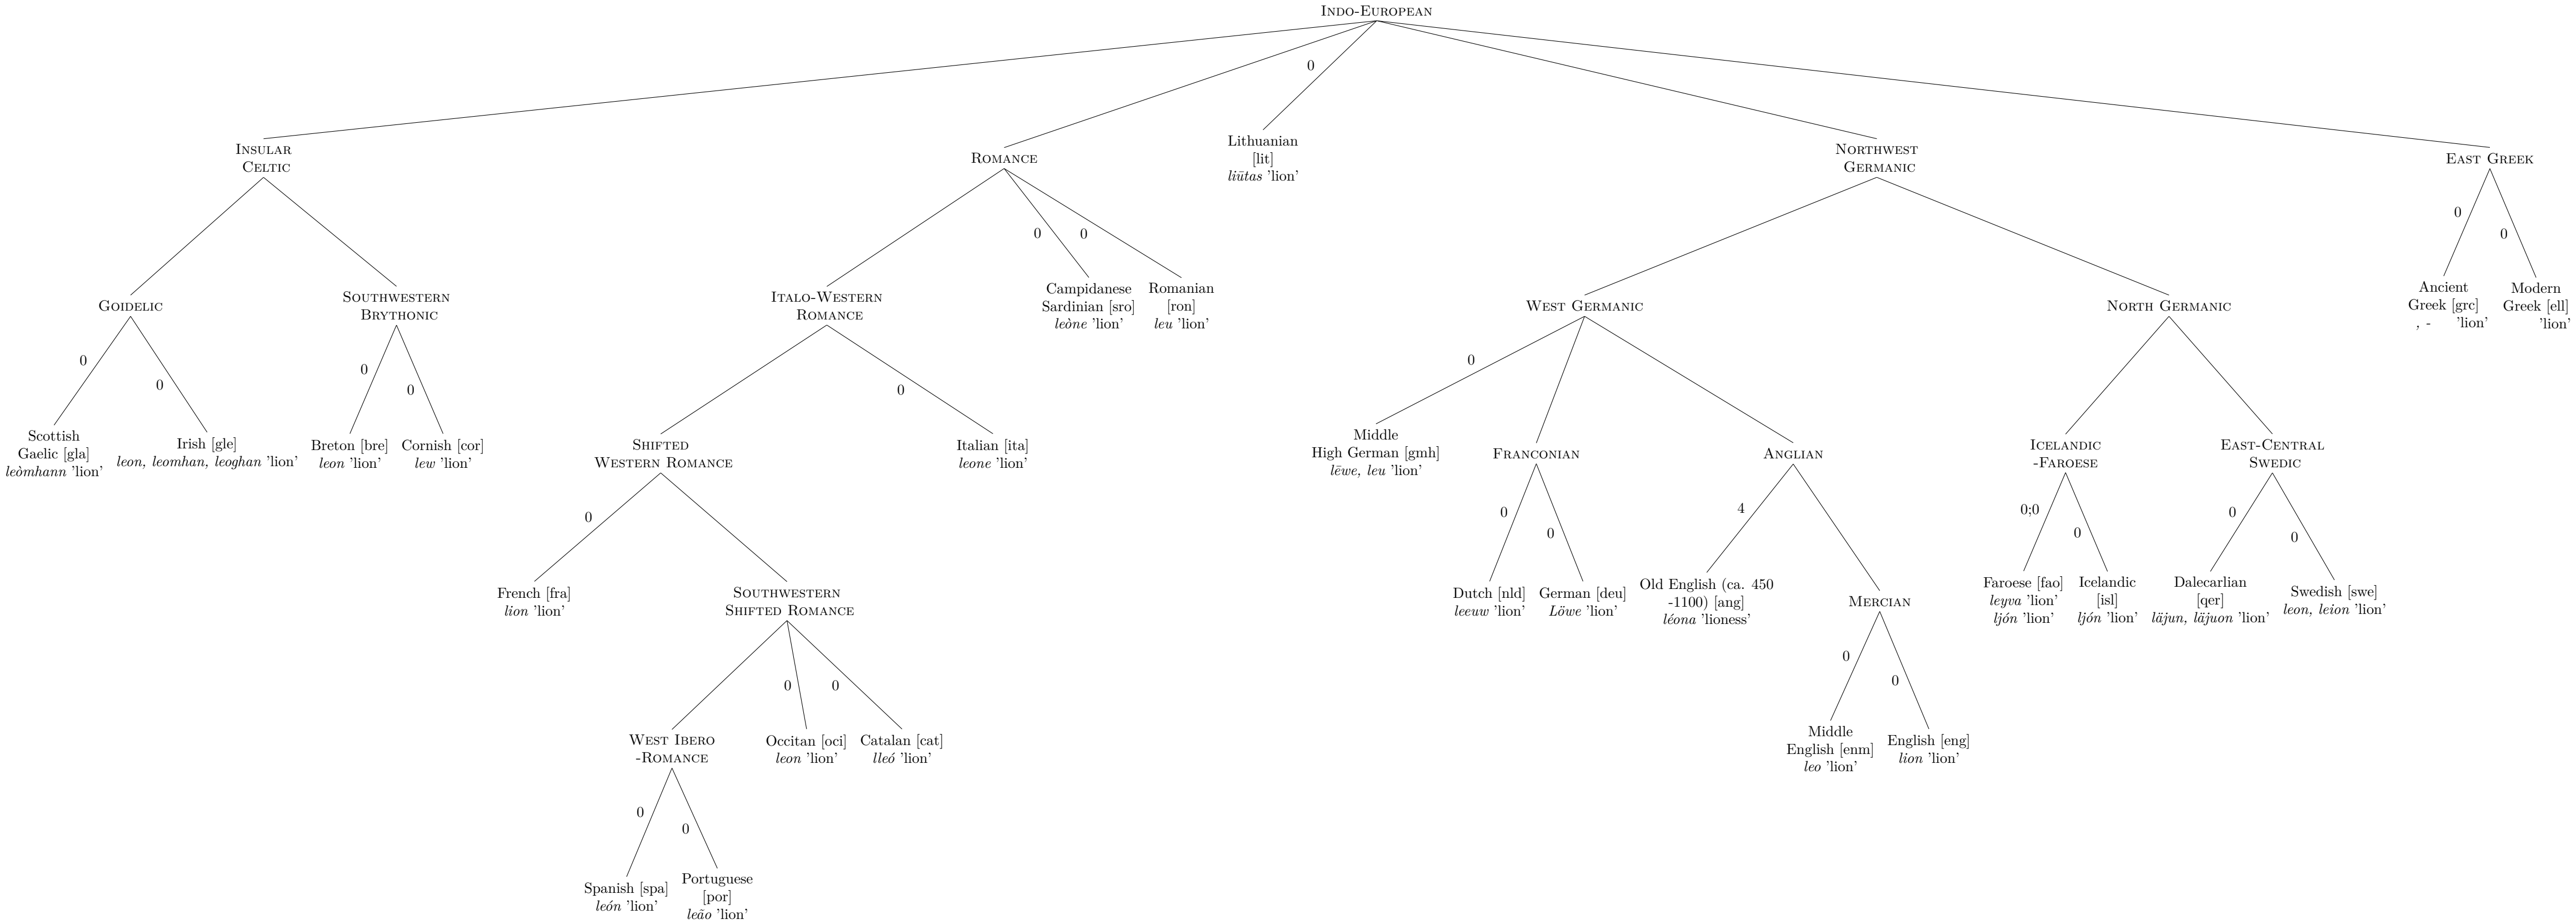 INDO-EUROPEAN
0
INSULAR
CELTIC
ROMANCE
Lithuanian
[lit]
liūtas 'lion'
NORTHWEST
GERMANIC
EAST GREEK
0
0
0
0
GOIDELIC
SOUTHWESTERN
BRYTHONIC
ITALO-WESTERN
ROMANCE
Campidanese
Sardinian [sro]
leòne 'lion'
Romanian
[ron]
leu 'lion'
WEST GERMANIC
NORTH GERMANIC
Ancient
Greek [grc]
, - 'lion'
Modern
Greek [ell]
'lion'
0
0
0
0
0
0
Scottish
Gaelic [gla]
leòmhann 'lion'
Irish [gle]
leon, leomhan, leoghan 'lion'
Breton [bre]
leon 'lion'
Cornish [cor]
lew 'lion'
SHIFTED
WESTERN ROMANCE
Italian [ita]
leone 'lion'
Middle
High German [gmh]
lēwe, leu 'lion'
FRANCONIAN
ANGLIAN
ICELANDIC
-FAROESE
EAST-CENTRAL
SWEDIC
0
0
0
4
0;0
0
0
0
French [fra]
lion 'lion'
SOUTHWESTERN
SHIFTED ROMANCE
Dutch [nld]
leeuw 'lion'
German [deu]
Löwe 'lion'
Old English (ca. 450
-1100) [ang]
léona 'lioness'
MERCIAN
Faroese [fao]
leyva 'lion'
ljón 'lion'
Icelandic
[isl]
ljón 'lion'
Dalecarlian
[qer]
läjun, läjuon 'lion'
Swedish [swe]
leon, leion 'lion'
0
0
0
0
WEST IBERO
-ROMANCE
Occitan [oci]
leon 'lion'
Catalan [cat]
lleó 'lion'
Middle
English [enm]
leo 'lion'
English [eng]
lion 'lion'
0
0
Spanish [spa]
león 'lion'
Portuguese
[por]
leão 'lion'